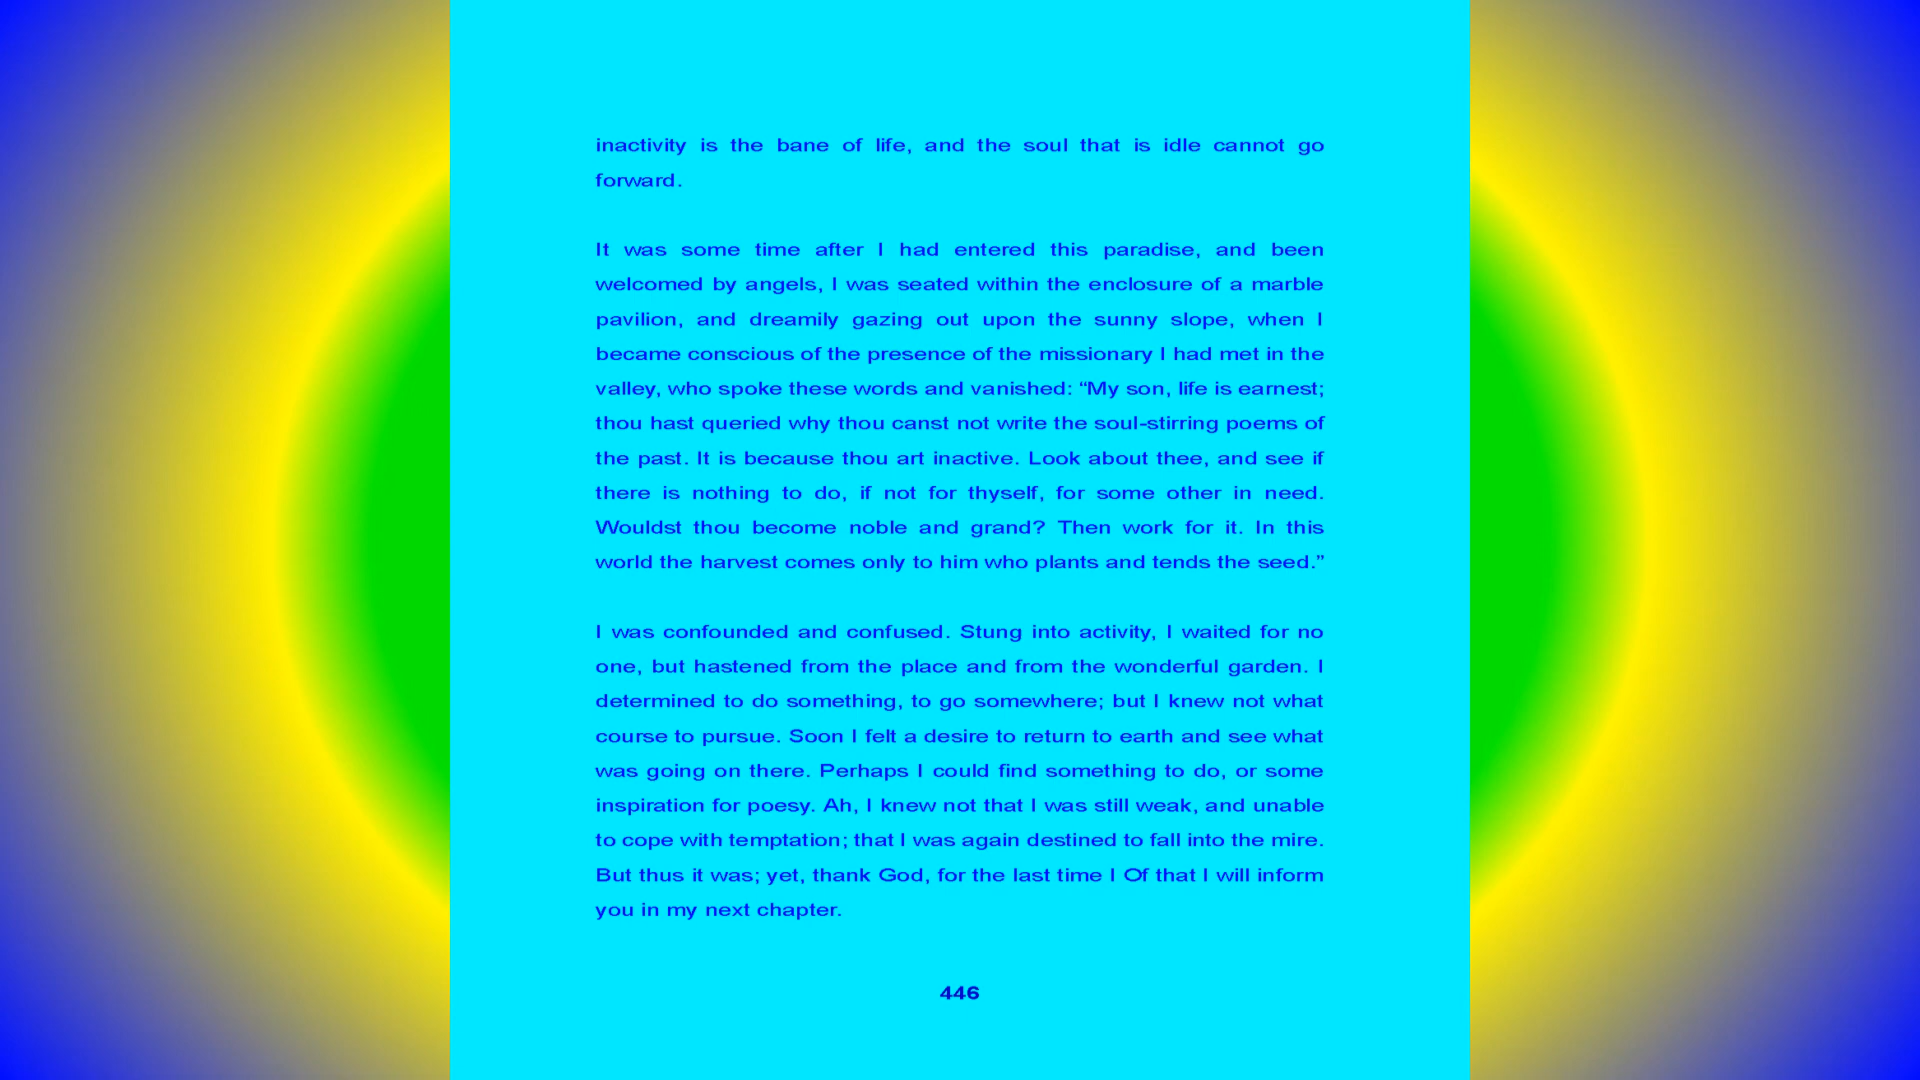 inactivity is the bane of life, and the soul that is idle cannot go
forward.
It was some time after I had entered this paradise, and been
welcomed by angels, I was seated within the enclosure of a marble
pavilion, and dreamily gazing out upon the sunny slope, when I
became conscious of the presence of the missionary I had met in the
valley, who spoke these words and vanished: “My son, life is earnest;
thou hast queried why thou canst not write the soul-stirring poems of
the past. It is because thou art inactive. Look about thee, and see if
there is nothing to do, if not for thyself, for some other in need.
Wouldst thou become noble and grand? Then work for it. In this
world the harvest comes only to him who plants and tends the seed.”
I was confounded and confused. Stung into activity, I waited for no
one, but hastened from the place and from the wonderful garden. I
determined to do something, to go somewhere; but I knew not what
course to pursue. Soon I felt a desire to return to earth and see what
was going on there. Perhaps I could find something to do, or some
inspiration for poesy. Ah, I knew not that I was still weak, and unable
to cope with temptation; that I was again destined to fall into the mire.
But thus it was; yet, thank God, for the last time I Of that I will inform
you in my next chapter.
446